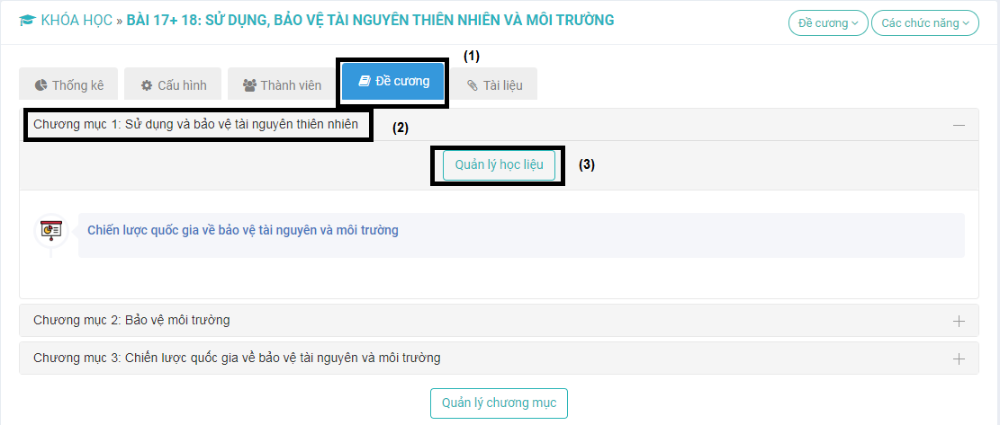 KHÓA HỌC » BÀI 17+ 18: SỬ DỤNG, BẢO VỆ TÀI NGUYÊN THIÊN NHIÊN VÀ MÔI TRƯỜNG
Đề cương
Các chức năng
(1)
Thống kê
Cấu hình
Thành viên
Đề cương
Tài liệu
Chương mục 1: Sử dụng và bảo vệ tài nguyên thiên nhiên
(2)
Quản lý học liệu
(3)
Chiến lược quốc gia về bảo vệ tài nguyên và môi trường
Chương mục 2: Bảo vệ môi trường
Chương mục 3: Chiến lược quốc gia về bảo vệ tài nguyên và môi trường
Quản lý chương mục